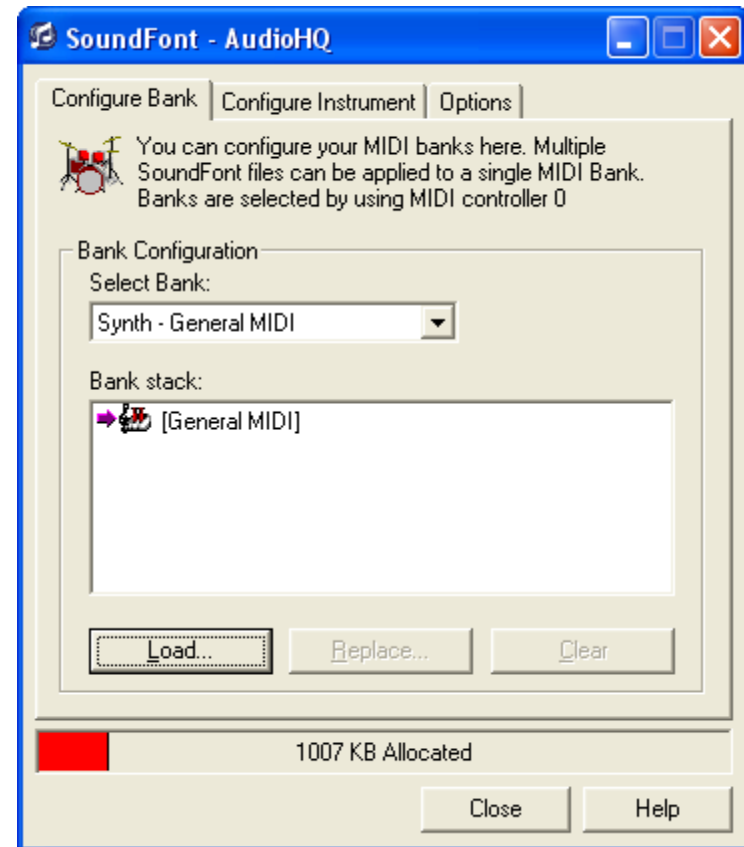 SoundFont - AudioHQ
Configure Bank
Configure Instrument
Options
You can configure your MIDI banks here. Multiple
SoundFont files can be applied to a single MIDI Bank.
Banks are selected by using MIDI controller 0
Bank Configuration
Select Bank:
Synth - General MIDI
Bank stack:
[General MIDI]
Load...
Replace...
Clear
1007 KB Allocated
Close
Help